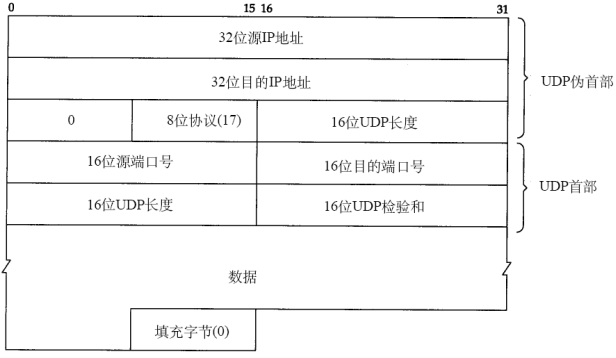 0 15 16 31
32位源IP地址
32位目的IP地址
UDP伪首部
0 8位协议(17) 16位UDP长度
16位源端口号 16位目的端口号
UDP首部
16位UDP长度 16位UDP检验和
数据
填充字节(0)